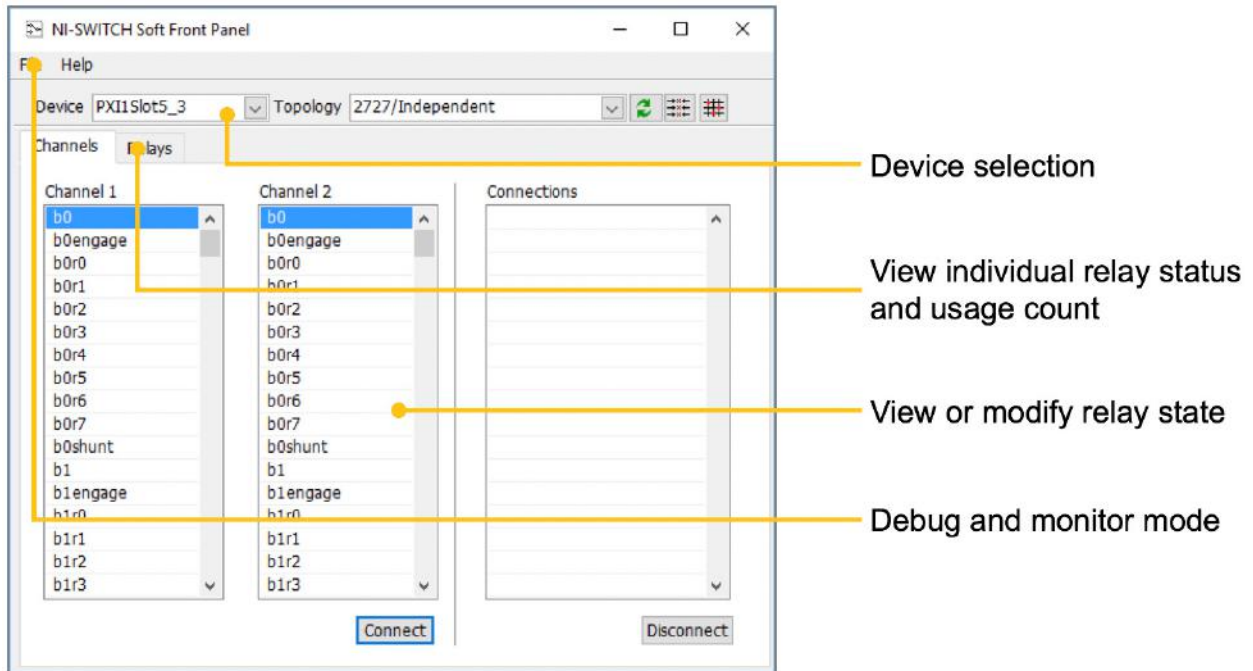 NI-SWITCH Soft Front Panel
Help
Device PXI1Slot5_3 Topology 2727/Independent
Channels
Channel 1 Channel 2 Connections
b0 b0
b0engage b0engage
b0r0 b0r0
b0r1 b0r1
b0r2 b0r2
b0r3 b0r3
b0r4 b0r4
b0r5 b0r5
b0r6 b0r6
b0r7 b0r7
b0shunt b0shunt
b1 b1
b1engage b1engage
b1r0 b1r0
b1r1 b1r1
b1r2 b1r2
b1r3 b1r3
Connect Disconnect
Device selection
View individual relay status
and usage count
View or modify relay state
Debug and monitor mode